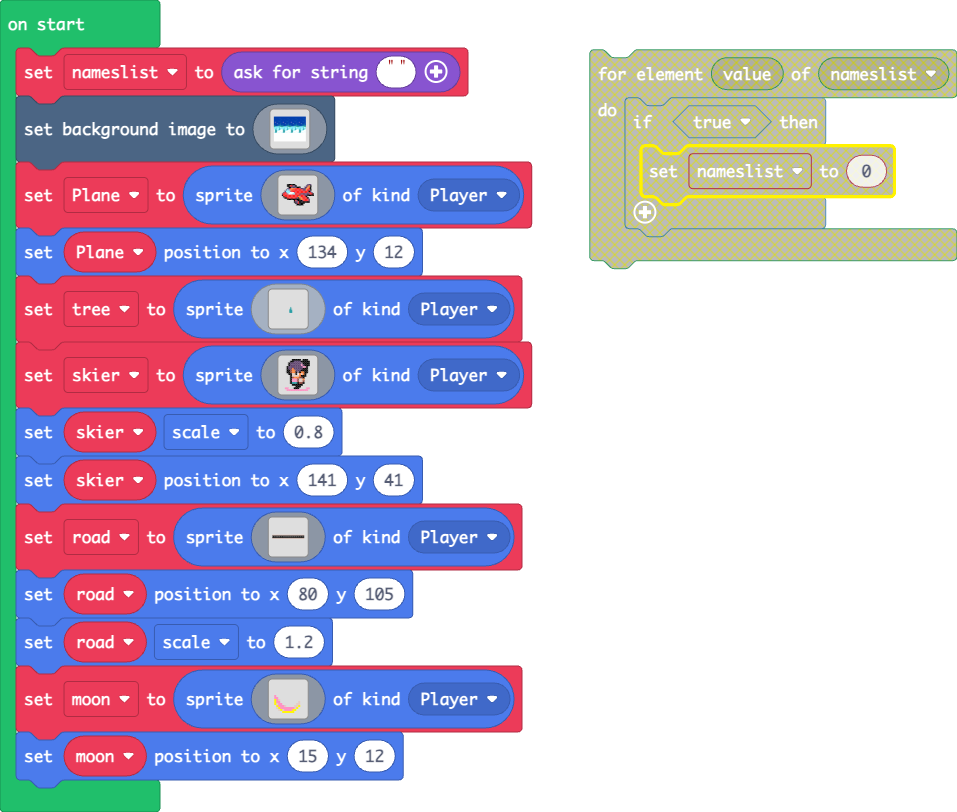 on start
set nameslist to ask for string " "
set background image to
set Plane to sprite of kind Player
set Plane position to x 134 y 12
set tree to sprite of kind Player
set skier to sprite of kind Player
set skier scale to 0.8
set skier position to x 141 y 41
set road to sprite of kind Player
set road position to x 80 y 105
set road scale to 1.2
set moon to sprite of kind Player
set moon position to x 15 y 12
for element value of nameslist
do
if true then
set nameslist to 0